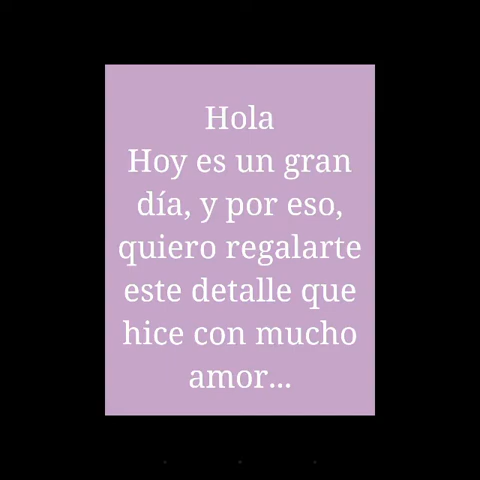 Hola
Hoy es un gran
día, y por eso,
quiero regalarte
este detalle que
hice con mucho
amor...